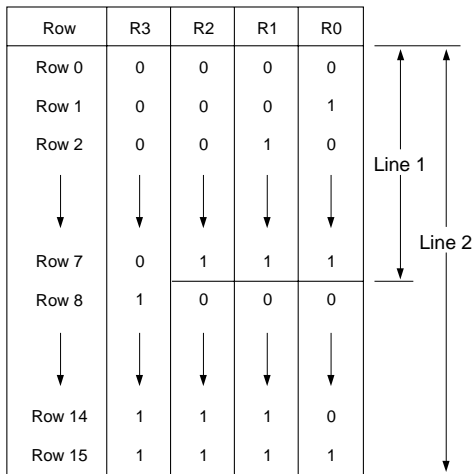 Row R3 R2 R1 R0
Row 0 0 0 0 0
Row 1 0 0 0 1
Row 2 0 0 1 0
Line 1
Line 2
Row 7 0 1 1 1
Row 8 1 0 0 0
Row 14 1 1 1 0
Row 15 1 1 1 1